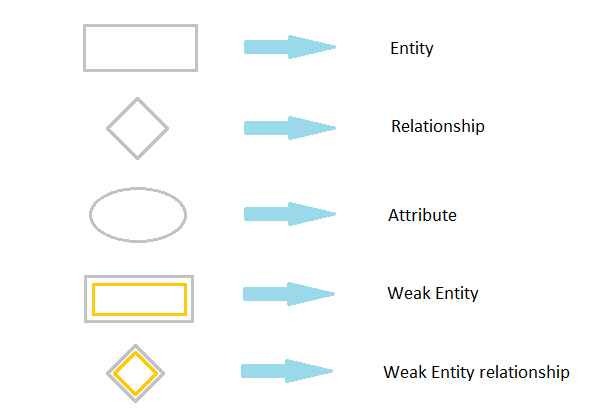 Entity
Relationship
Attribute
Weak Entity
Weak Entity relationship